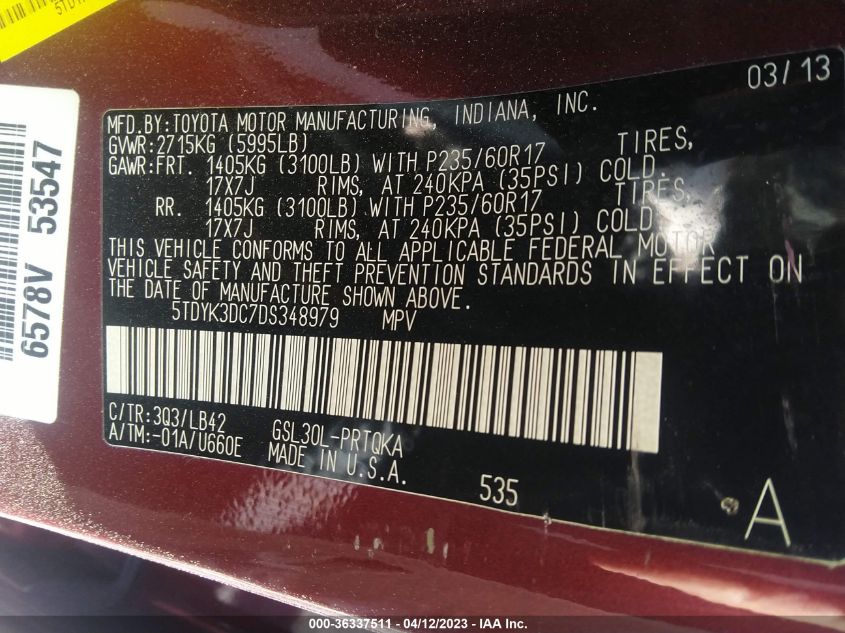 03/13
MFD.BY:TOYOTA MOTOR MANUFACTURING, INDIANA, INC.
GVWR:2715KG (5995LB)
GAWR:FRT. 1405KG (3100LB) WITH P235/60R17 TIRES,
17X7J RIMS, AT 240KPA (35PSI) COLD.
RR. 1405KG (3100LB) WITH P235/60R17 TIRES,
17X7J RIMS, AT 240KPA (35PSI) COLD.
THIS VEHICLE CONFORMS TO ALL APPLICABLE FEDERAL MOTOR
VEHICLE SAFETY AND THEFT PREVENTION STANDARDS IN EFFECT ON
THE DATE OF MANUFACTURE SHOWN ABOVE.
5TDYK3DC7DS348979 MPV
C/TR:3Q3/LB42 GSL30L-PRTQKA
A/TM:-01A/U660E MADE IN U.S.A.
535
A
6578V 53547
000-36337511 - 04/12/2023 - IAA Inc.